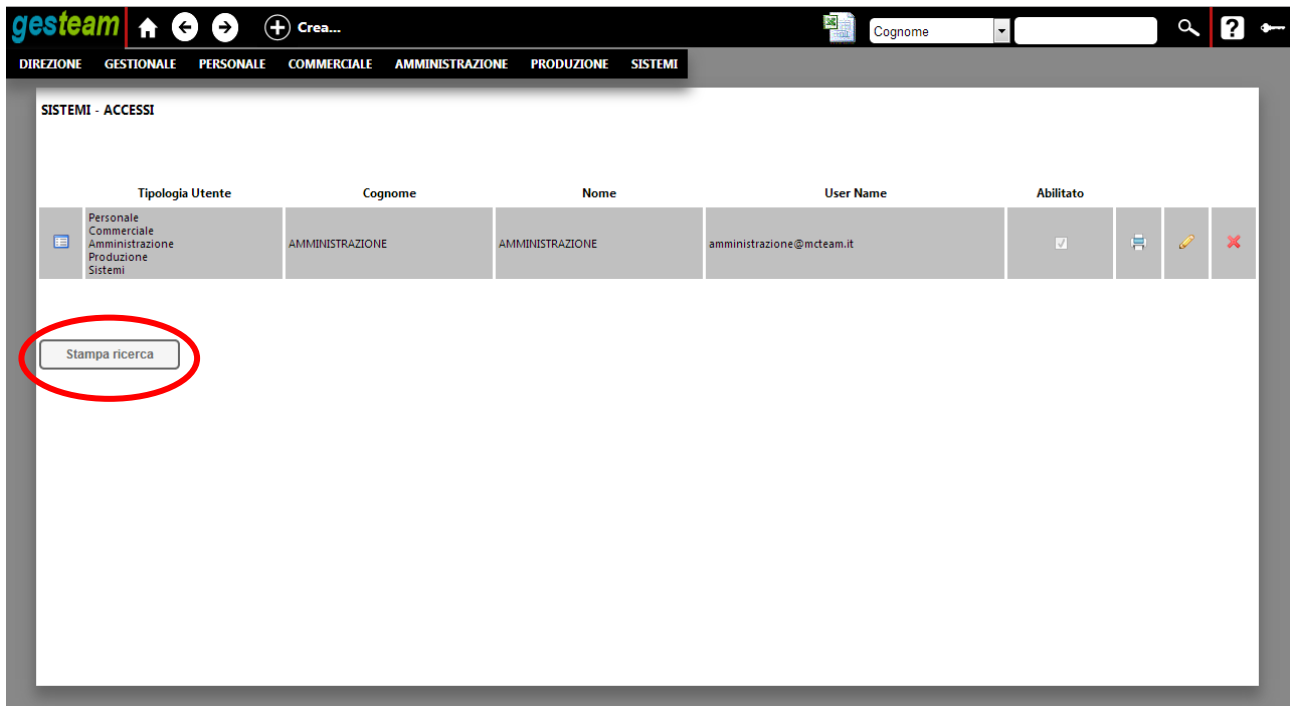 gesteam Crea... Cognome ?
DIREZIONE GESTIONALE PERSONALE COMMERCIALE AMMINISTRAZIONE PRODUZIONE SISTEMI
SISTEMI - ACCESSI
Tipologia Utente Cognome Nome User Name Abilitato
Personale
Commerciale
Amministrazione
Produzione
Sistemi
AMMINISTRAZIONE AMMINISTRAZIONE amministrazione@mcteam.it
Stampa ricerca